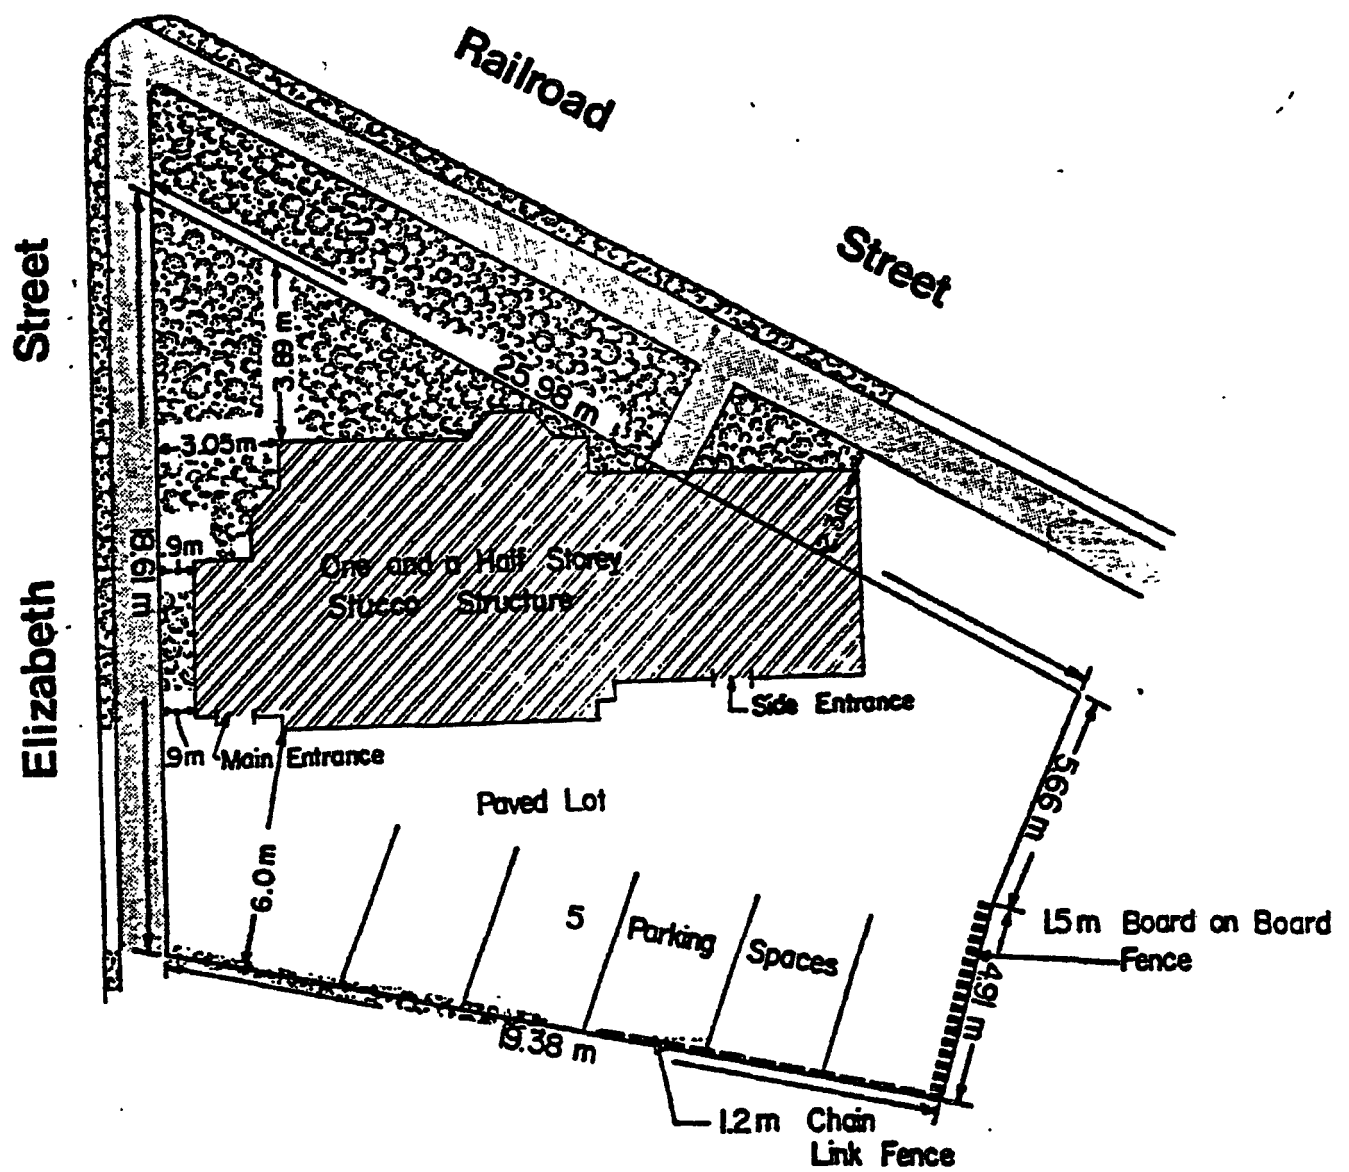 Railroad
Street
Street
Elizabeth
3.89 m
25.98 m
3.05m
.9m
19.81 m
One and a Half Storey
Stucco Structure
Side Entrance
.9m
Main Entrance
Paved Lot
5.66 m
6.0m
5 Parking Spaces
1.5m Board on Board
Fence
4.91 m
19.38 m
1.2m Chain
Link Fence